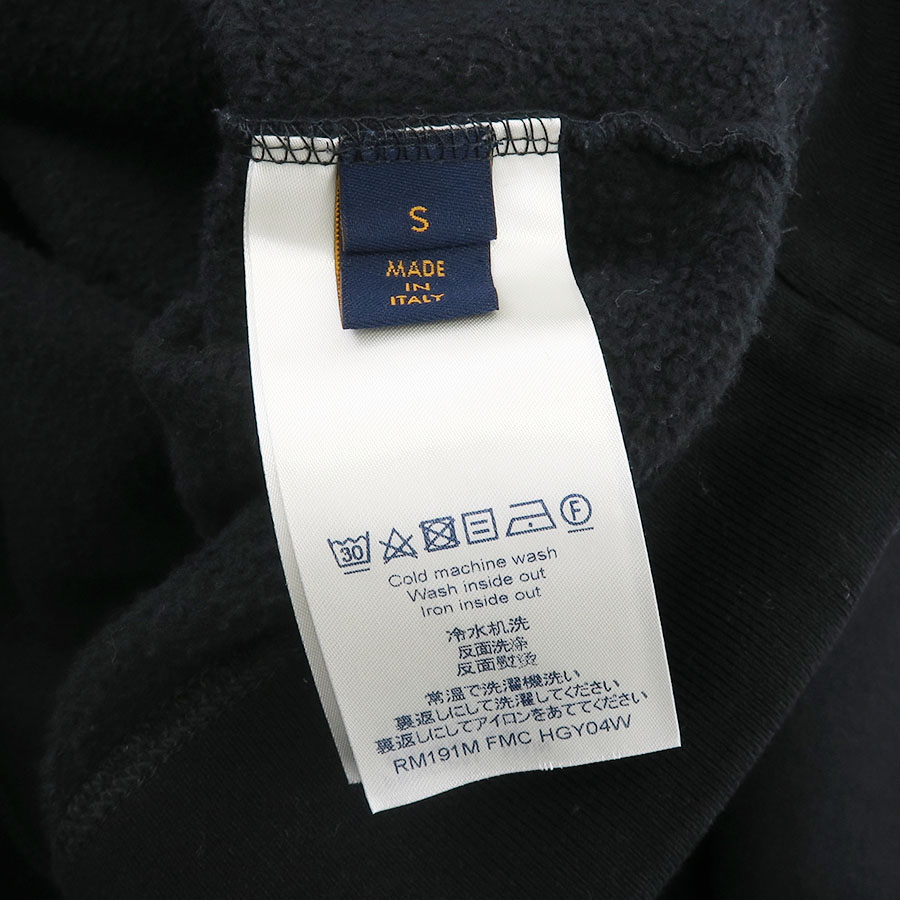 S
MADE
IN
ITALY
30 F
Cold machine wash
Wash inside out
Iron inside out
冷水机洗
反面洗涤
反面熨烫
常温で洗濯機洗い
裏返しにして洗濯してください
裏返しにしてアイロンをあててください
RM191M FMC HGY04W